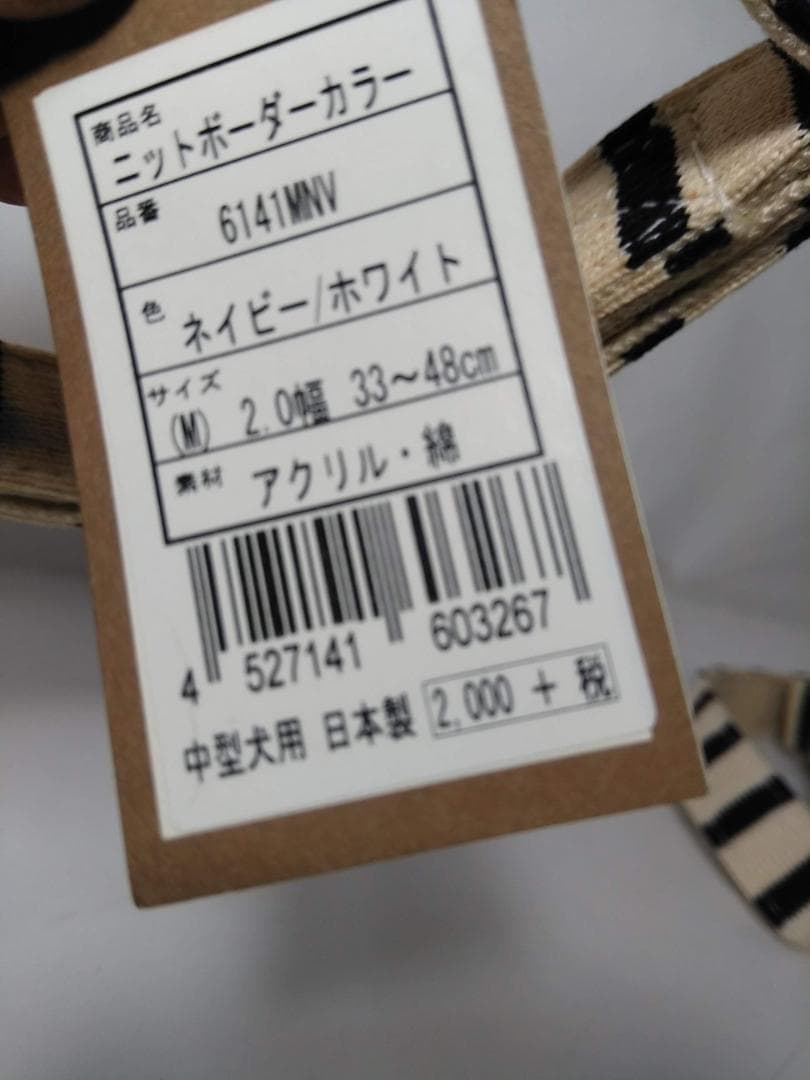 商品名
ニットボーダーカラー
品番
6141MNV
色
ネイビー/ホワイト
サイズ
(M) 2.0幅 33～48cm
素材
アクリル・綿
4 527141 603267
中型犬用 日本製 2,000 + 税